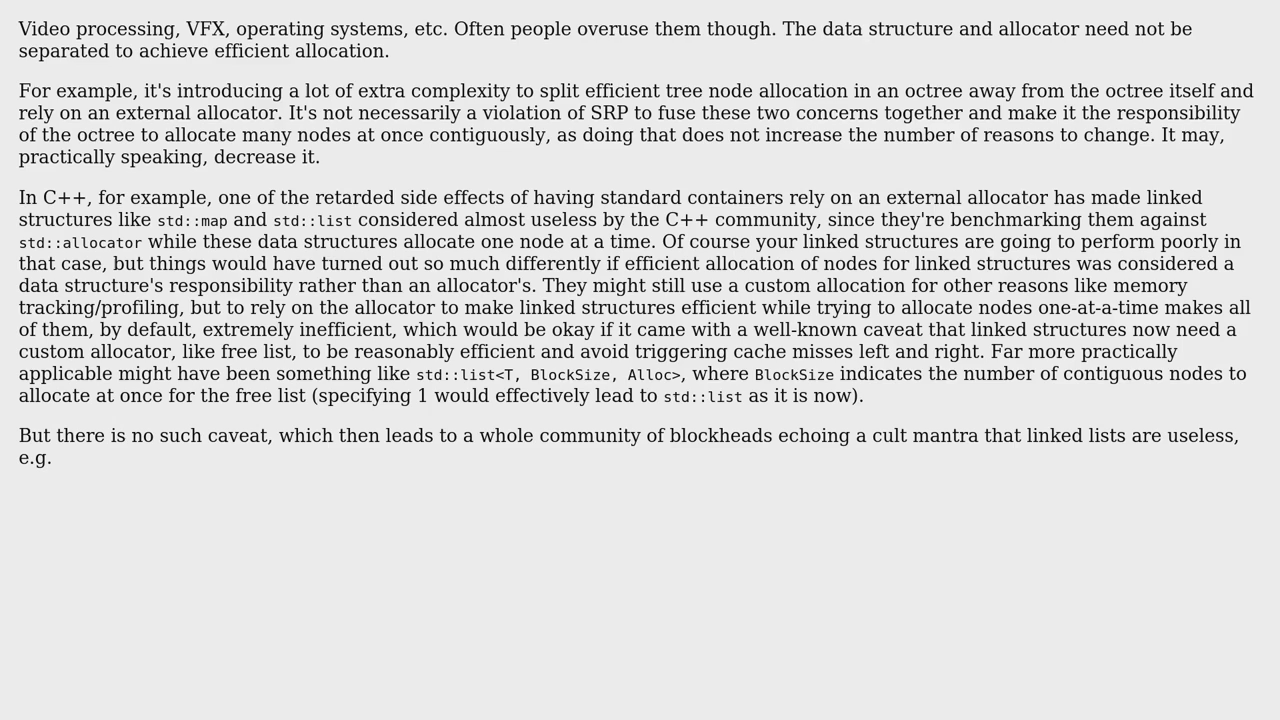 Video processing, VFX, operating systems, etc. Often people overuse them though. The data structure and allocator need not be
separated to achieve efficient allocation.
For example, it's introducing a lot of extra complexity to split efficient tree node allocation in an octree away from the octree itself and
rely on an external allocator. It's not necessarily a violation of SRP to fuse these two concerns together and make it the responsibility
of the octree to allocate many nodes at once contiguously, as doing that does not increase the number of reasons to change. It may,
practically speaking, decrease it.
In C++, for example, one of the retarded side effects of having standard containers rely on an external allocator has made linked
structures like std::map and std::list considered almost useless by the C++ community, since they're benchmarking them against
std::allocator while these data structures allocate one node at a time. Of course your linked structures are going to perform poorly in
that case, but things would have turned out so much differently if efficient allocation of nodes for linked structures was considered a
data structure's responsibility rather than an allocator's. They might still use a custom allocation for other reasons like memory
tracking/profiling, but to rely on the allocator to make linked structures efficient while trying to allocate nodes one-at-a-time makes all
of them, by default, extremely inefficient, which would be okay if it came with a well-known caveat that linked structures now need a
custom allocator, like free list, to be reasonably efficient and avoid triggering cache misses left and right. Far more practically
applicable might have been something like std::list<T, BlockSize, Alloc>, where BlockSize indicates the number of contiguous nodes to
allocate at once for the free list (specifying 1 would effectively lead to std::list as it is now).
But there is no such caveat, which then leads to a whole community of blockheads echoing a cult mantra that linked lists are useless,
e.g.